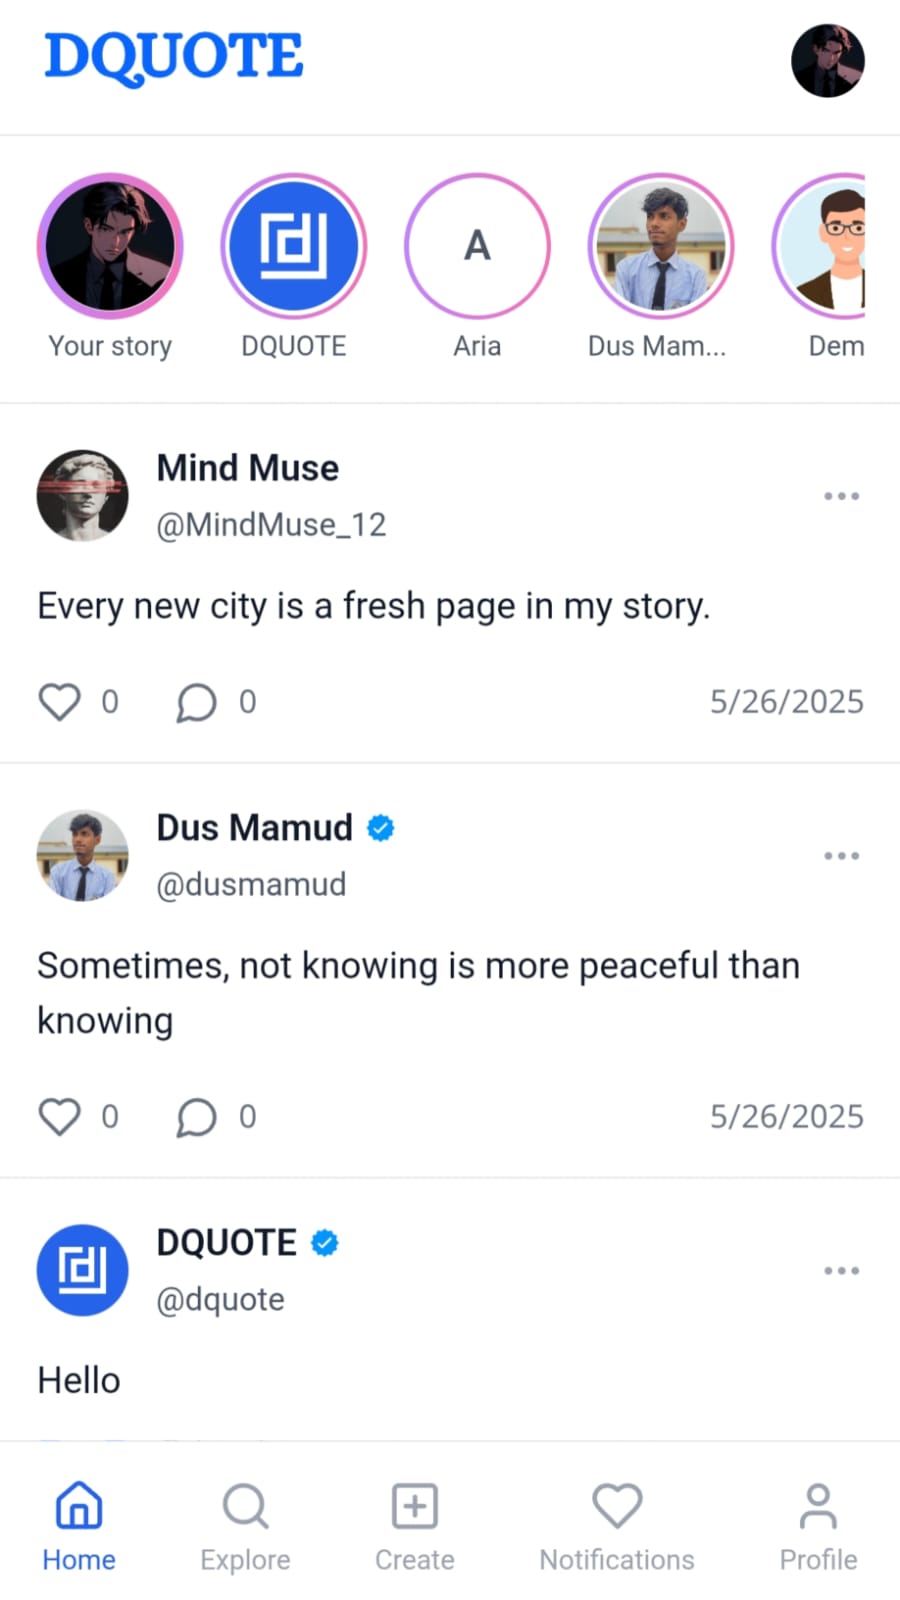 DQUOTE
A
Your story
DQUOTE
Aria
Dus Mam...
Dem
Mind Muse
@MindMuse_12
Every new city is a fresh page in my story.
0
0
5/26/2025
Dus Mamud
@dusmamud
Sometimes, not knowing is more peaceful than
knowing
0
0
5/26/2025
DQUOTE
@dquote
Hello
Home
Explore
Create
Notifications
Profile